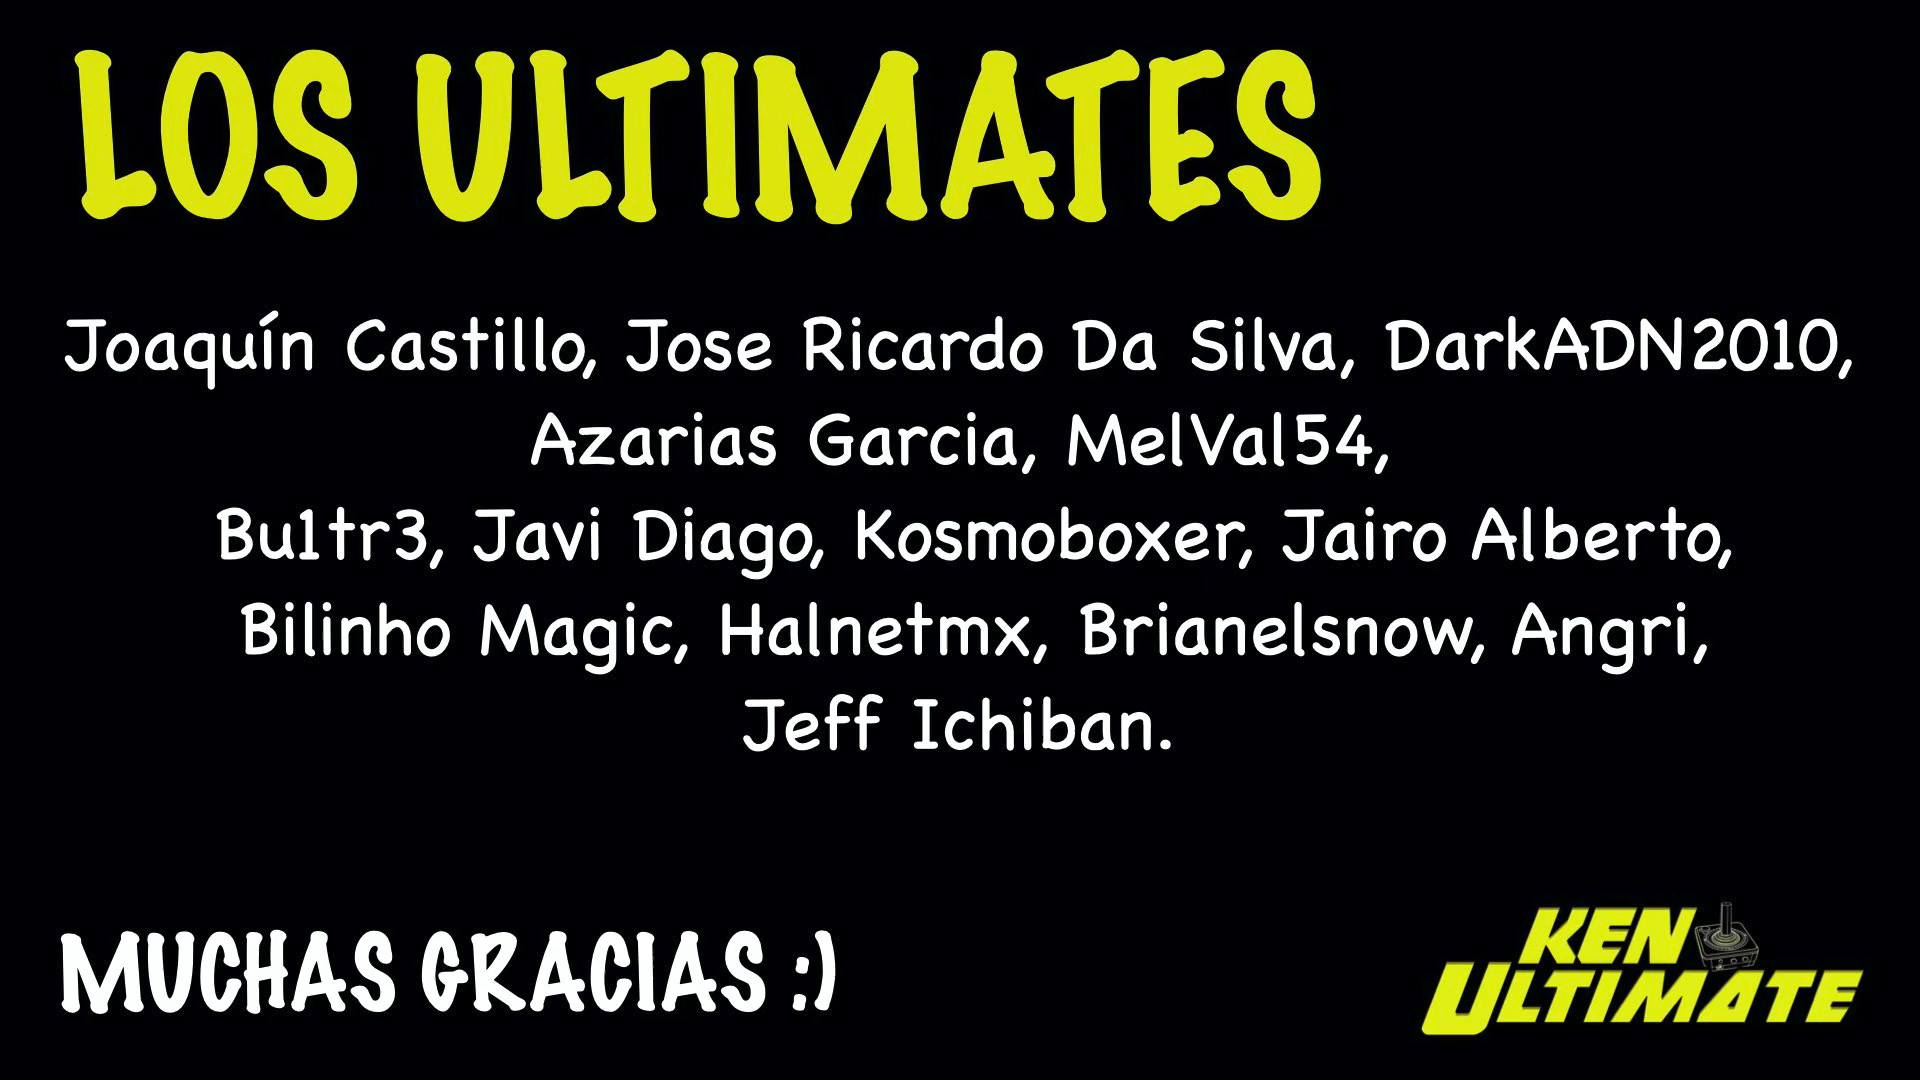 LOS ULTIMATES
Joaquín Castillo, Jose Ricardo Da Silva, DarkADN2010,
Azarias Garcia, MelVal54,
Bu1tr3, Javi Diago, Kosmoboxer, Jairo Alberto,
Bilinho Magic, Halnetmx, Brianelsnow, Angri,
Jeff Ichiban.
MUCHAS GRACIAS :)
KEN
ULTIMATE